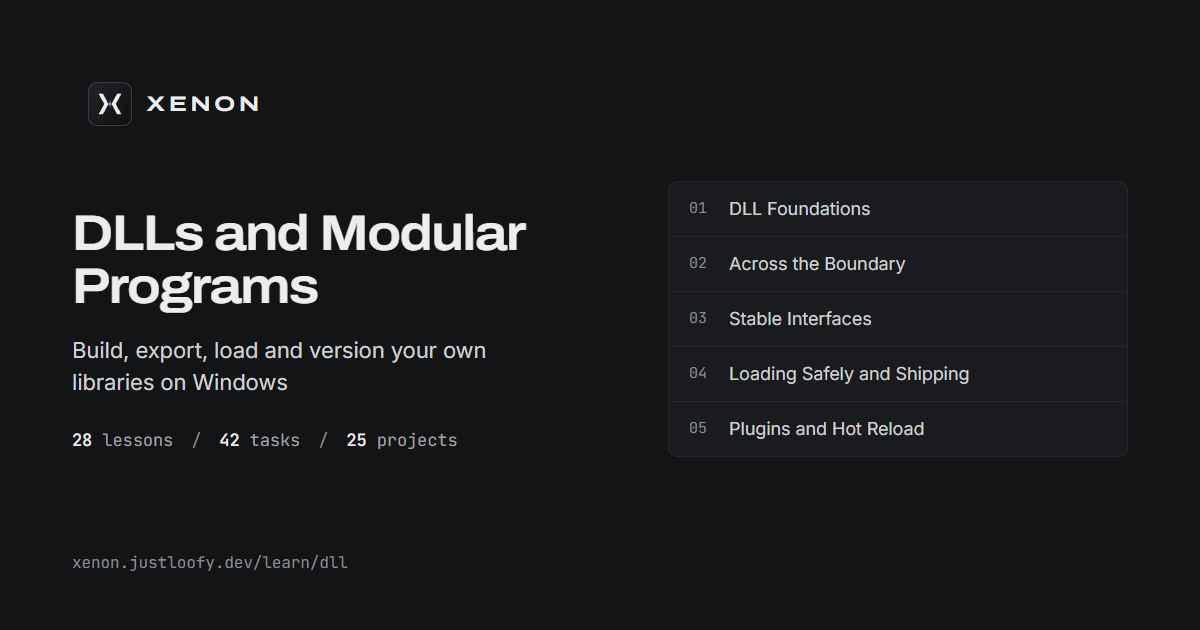 XENON
DLLs and Modular
Programs
Build, export, load and version your own
libraries on Windows
28 lessons / 42 tasks / 25 projects
01 DLL Foundations
02 Across the Boundary
03 Stable Interfaces
04 Loading Safely and Shipping
05 Plugins and Hot Reload
xenon.justloofy.dev/learn/dll